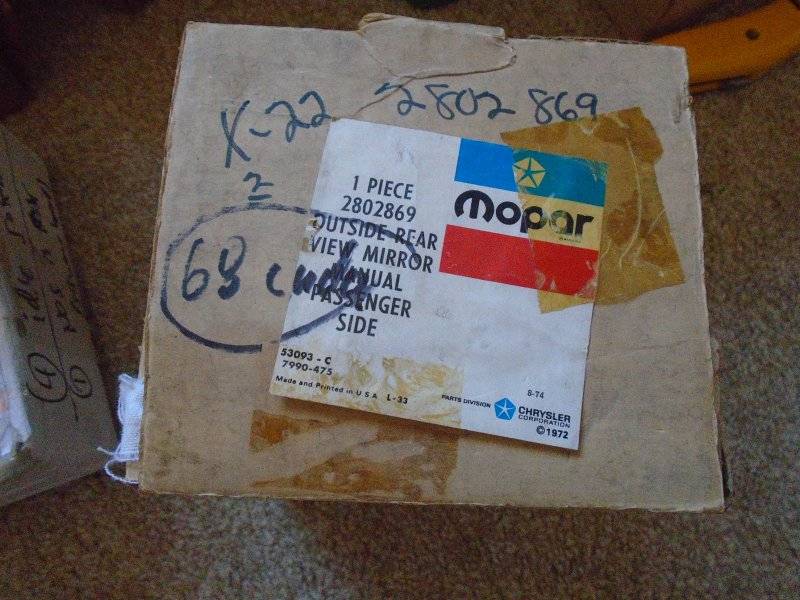 X-22 2802 869
2
68 cuda
1 PIECE
2802869
OUTSIDE REAR
VIEW MIRROR
MANUAL
PASSENGER
SIDE
Mopar
53093 - C
7990-475
Made and Printed in U S A L-33
8-74
PARTS DIVISION
CHRYSLER
CORPORATION
©1972